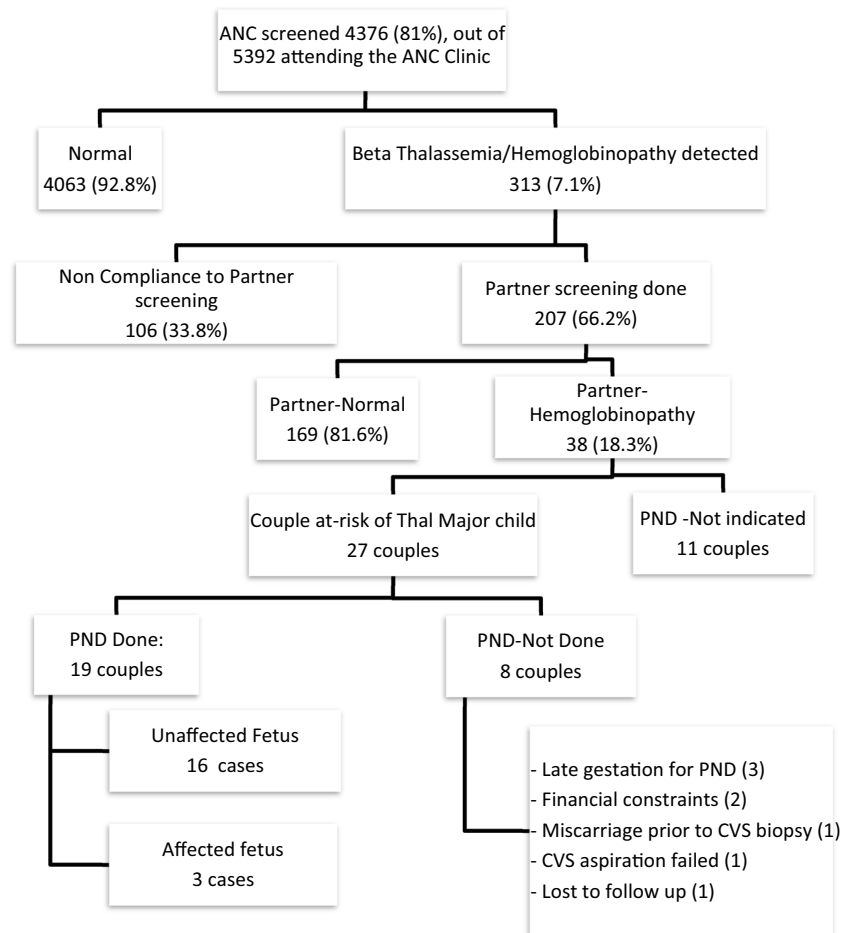 ANC screened 4376 (81%), out of
5392 attending the ANC Clinic
Normal
4063 (92.8%)
Beta Thalassemia/Hemoglobinopathy detected
313 (7.1%)
Non Compliance to Partner
screening
106 (33.8%)
Partner screening done
207 (66.2%)
Partner-Normal
169 (81.6%)
Partner-
Hemoglobinopathy
38 (18.3%)
Couple at-risk of Thal Major child
27 couples
PND -Not indicated
11 couples
PND Done:
19 couples
PND-Not Done
8 couples
Unaffected Fetus
16 cases
Affected fetus
3 cases
- Late gestation for PND (3)
- Financial constraints (2)
- Miscarriage prior to CVS biopsy (1)
- CVS aspiration failed (1)
- Lost to follow up (1)